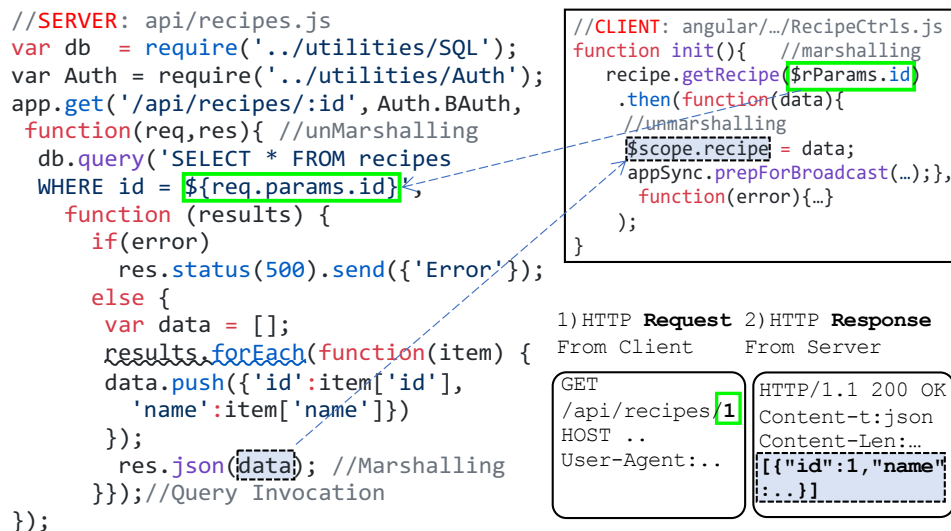 //SERVER: api/recipes.js
var db  = require('../utilities/SQL');
var Auth = require('../utilities/Auth');
app.get('/api/recipes/:id', Auth.BAuth,
function(req,res){ //unMarshalling
db.query('SELECT * FROM recipes
WHERE id = ${req.params.id}',
function (results) {
if(error)
res.status(500).send({'Error'});
else {
var data = [];
results.forEach(function(item) {
data.push({'id':item['id'],
'name':item['name']})
});
res.json(data); //Marshalling
}});//Query Invocation
});
//CLIENT: angular/…/RecipeCtrls.js
function init(){   //marshalling
recipe.getRecipe($rParams.id)
.then(function(data){
//unmarshalling
$scope.recipe = data;
appSync.prepForBroadcast(…);},
function(error){…}
);
}
1)HTTP Request 2)HTTP Response
From Client From Server
GET
/api/recipes/1
HOST ..
User-Agent:..
HTTP/1.1 200 OK
Content-t:json
Content-Len:…
[{"id":1,"name"
:..}]